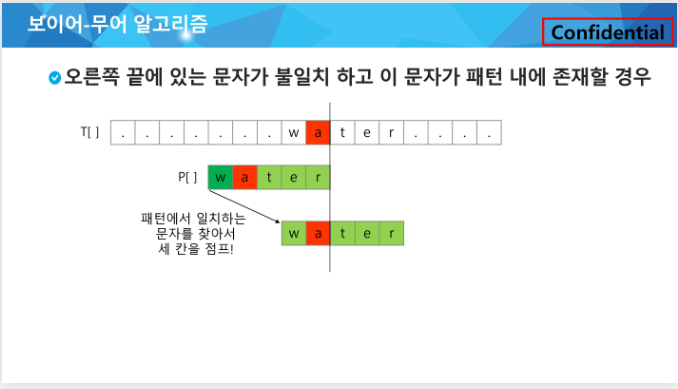 보이어-무어 알고리즘
Confidential
오른쪽 끝에 있는 문자가 불일치 하고 이 문자가 패턴 내에 존재할 경우
T[ ] . . . . . . . w a t e r . . . .
P[ ] w a t e r
패턴에서 일치하는
문자를 찾아서
세 칸을 점프!
w a t e r